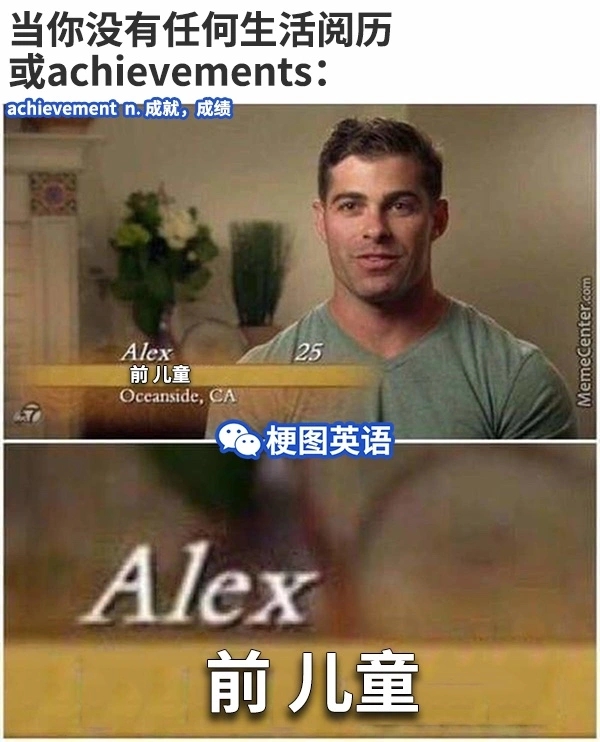 当你没有任何生活阅历
或achievements：
achievement n. 成就，成绩
Alex 25
前 儿童
Oceanside, CA
7
MemeCenter.com
梗图英语
Alex
前 儿童